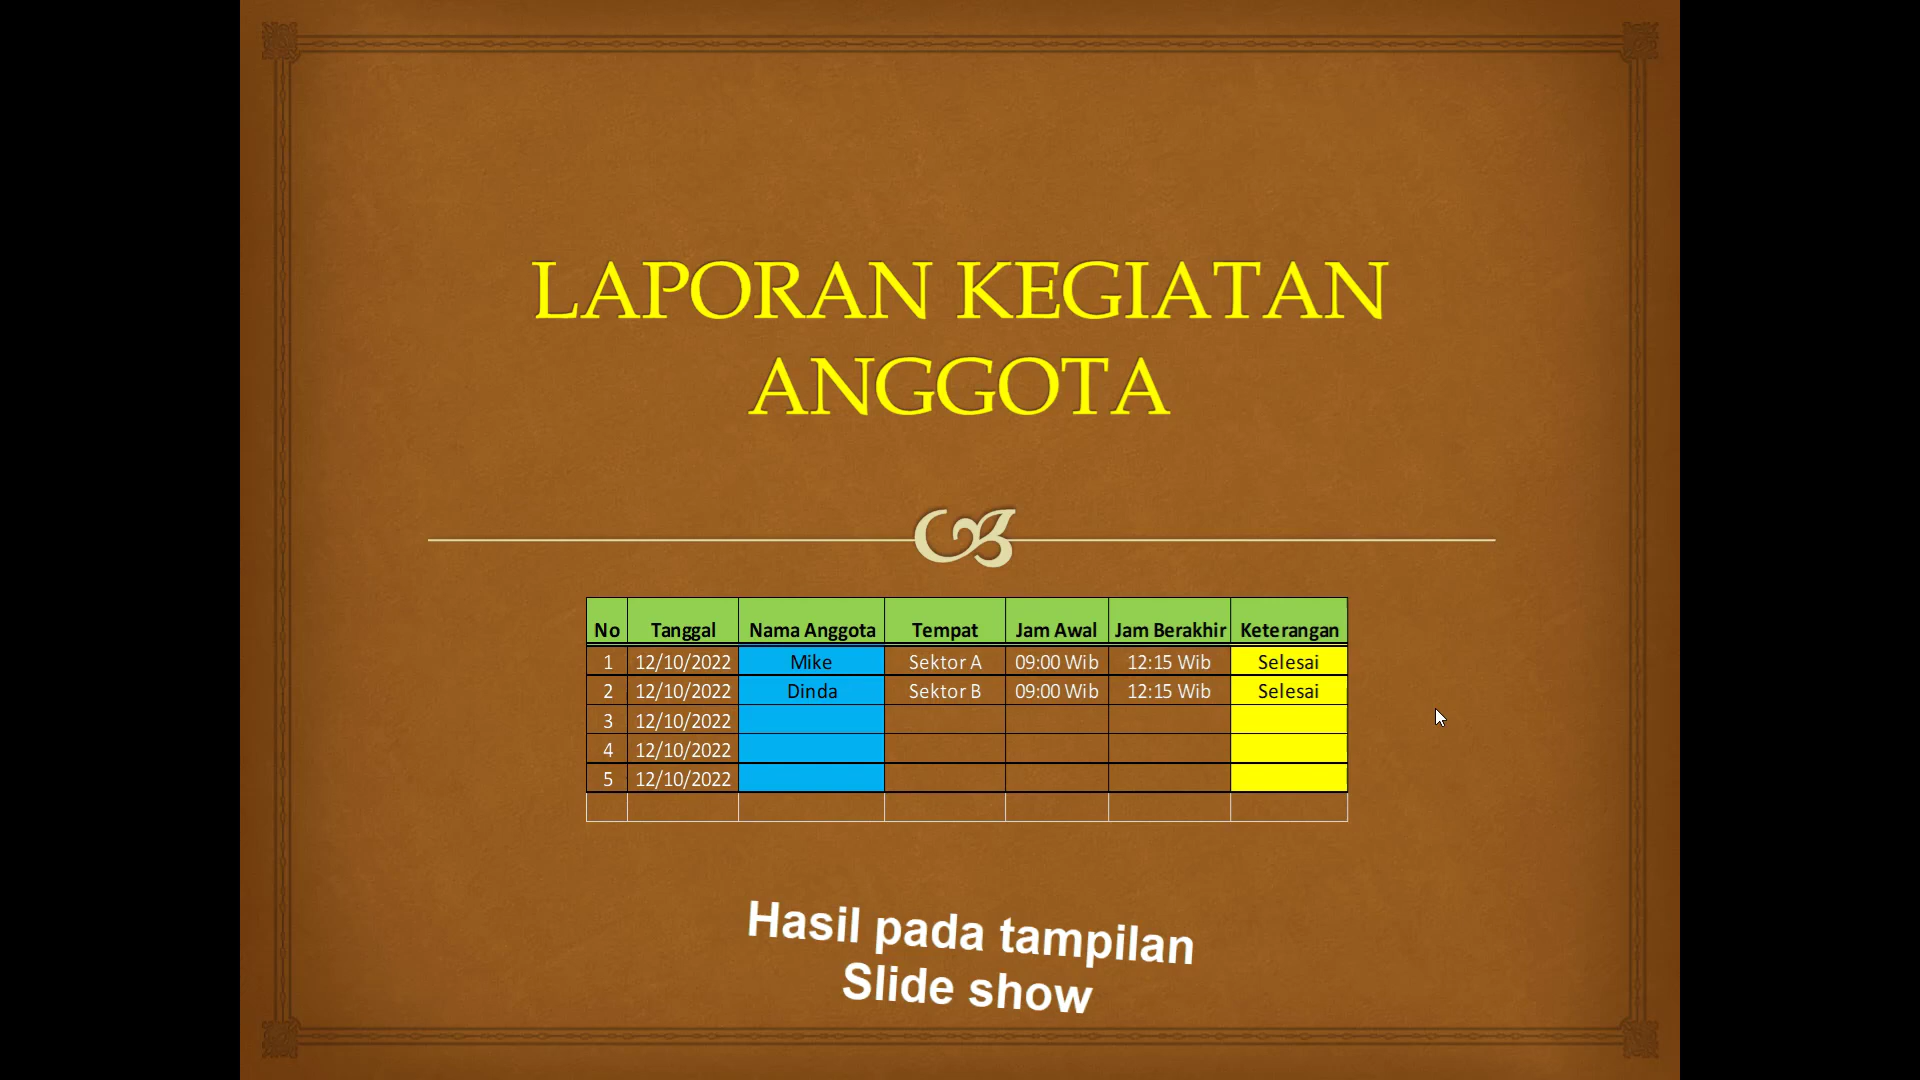 LAPORAN KEGIATAN
ANGGOTA
No Tanggal Nama Anggota Tempat Jam Awal Jam Berakhir Keterangan
1 12/10/2022 Mike Sektor A 09:00 Wib 12:15 Wib Selesai
2 12/10/2022 Dinda Sektor B 09:00 Wib 12:15 Wib Selesai
3 12/10/2022
4 12/10/2022
5 12/10/2022
Hasil pada tampilan
Slide show